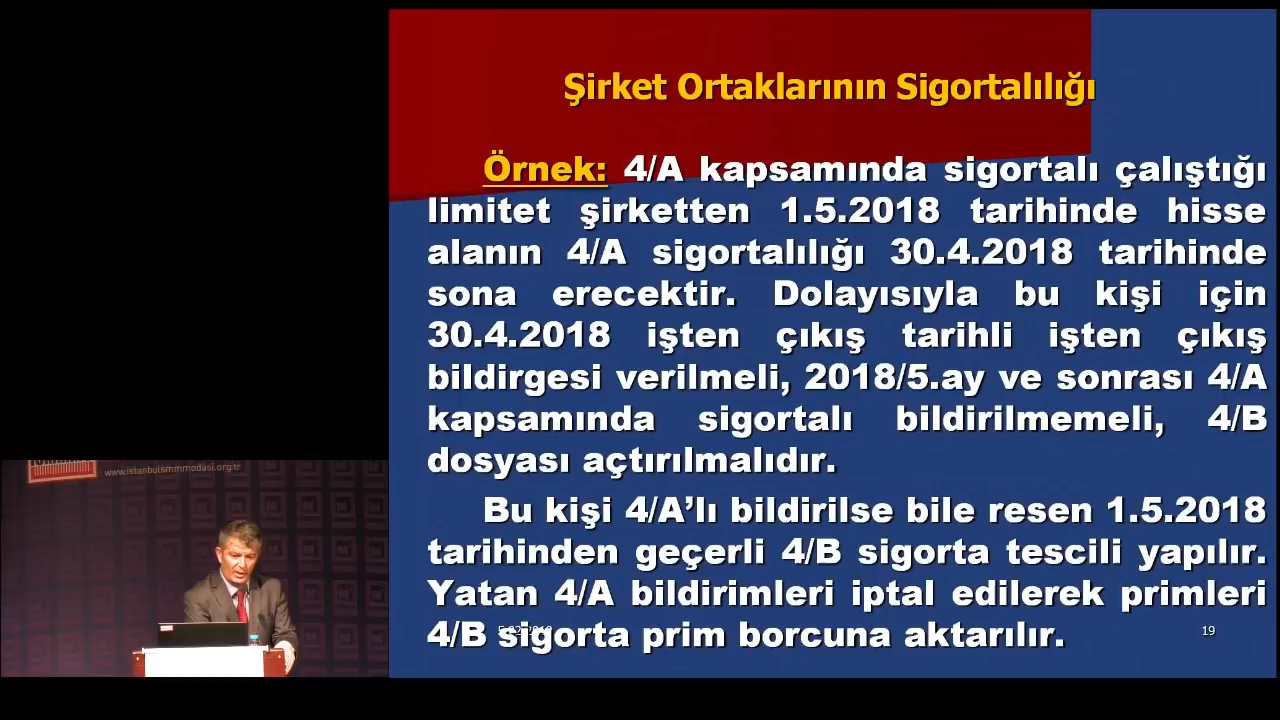 Şirket Ortaklarının Sigortalılığı
Örnek: 4/A kapsamında sigortalı çalıştığı
limitet şirketten 1.5.2018 tarihinde hisse
alanın 4/A sigortalılığı 30.4.2018 tarihinde
sona erecektir. Dolayısıyla bu kişi için
30.4.2018 işten çıkış tarihli işten çıkış
bildirgesi verilmeli, 2018/5.ay ve sonrası 4/A
kapsamında sigortalı bildirilmemeli, 4/B
dosyası açtırılmalıdır.
Bu kişi 4/A’lı bildirilse bile resen 1.5.2018
tarihinden geçerli 4/B sigorta tescili yapılır.
Yatan 4/A bildirimleri iptal edilerek primleri
4/B sigorta prim borcuna aktarılır.
19
www.istanbulsmmmodasi.org.tr